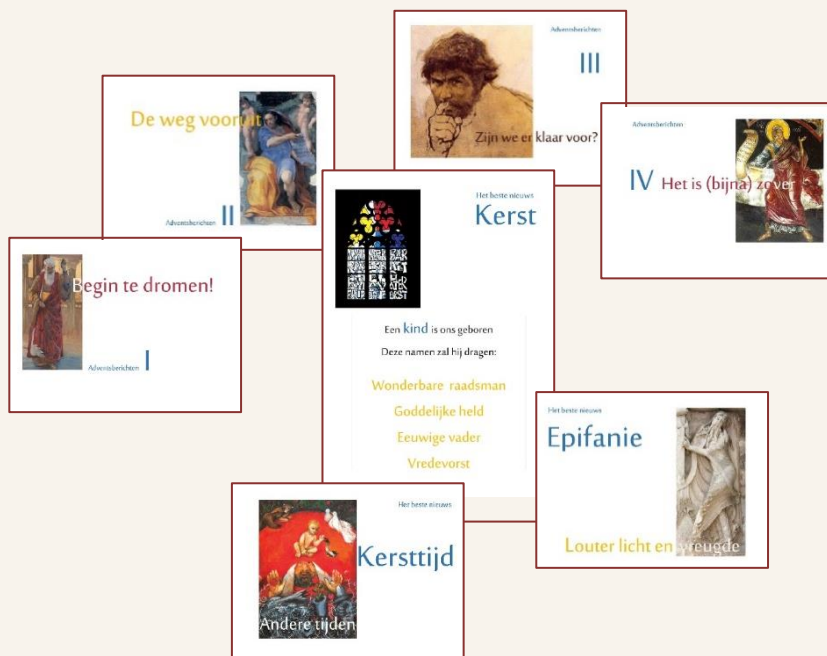 Adventsberichten
III
Zijn we er klaar voor?
De weg vooruit
Adventsberichten II
Adventsberichten
IV Het is (bijna) zover
Begin te dromen!
Adventsberichten I
Het beste nieuws
Kerst
Een kind is ons geboren
Deze namen zal hij dragen:
Wonderbare raadsman
Goddelijke held
Eeuwige vader
Vredevorst
Het beste nieuws
Epifanie
Louter licht en vreugde
Het beste nieuws
Kersttijd
Andere tijden